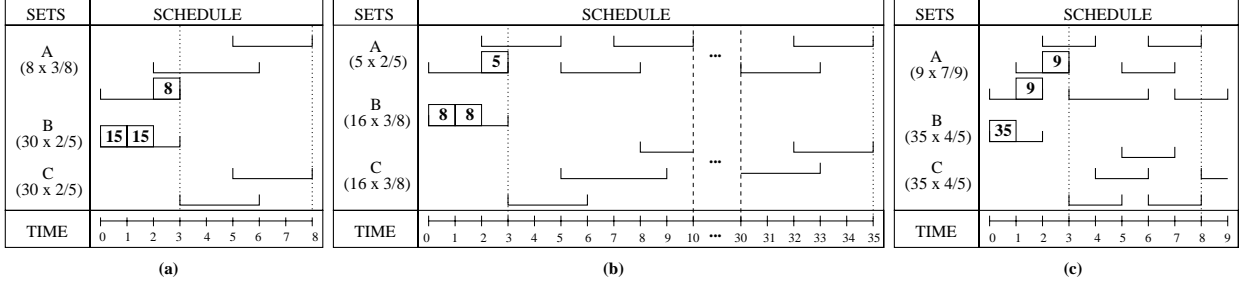 SETS SCHEDULE
A
(8 x 3/8)
8
B
(30 x 2/5)
15 15
C
(30 x 2/5)
TIME 0 1 2 3 4 5 6 7 8
(a)
SETS SCHEDULE
A
(5 x 2/5)
5
...
B
(16 x 3/8)
8 8
C
(16 x 3/8)
...
TIME 0 1 2 3 4 5 6 7 8 9 10 ... 30 31 32 33 34 35
(b)
SETS SCHEDULE
A
(9 x 7/9)
9
9
B
(35 x 4/5)
35
C
(35 x 4/5)
TIME 0 1 2 3 4 5 6 7 8 9
(c)